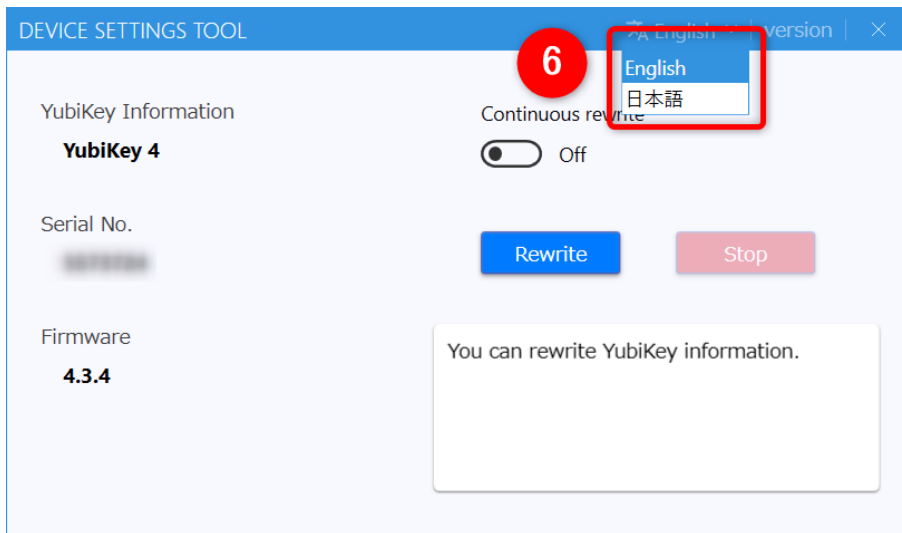 DEVICE SETTINGS TOOL
English
version
6
English
日本語
YubiKey Information
YubiKey 4
Continuous rewrite
Off
Serial No.
Rewrite
Stop
Firmware
4.3.4
You can rewrite YubiKey information.